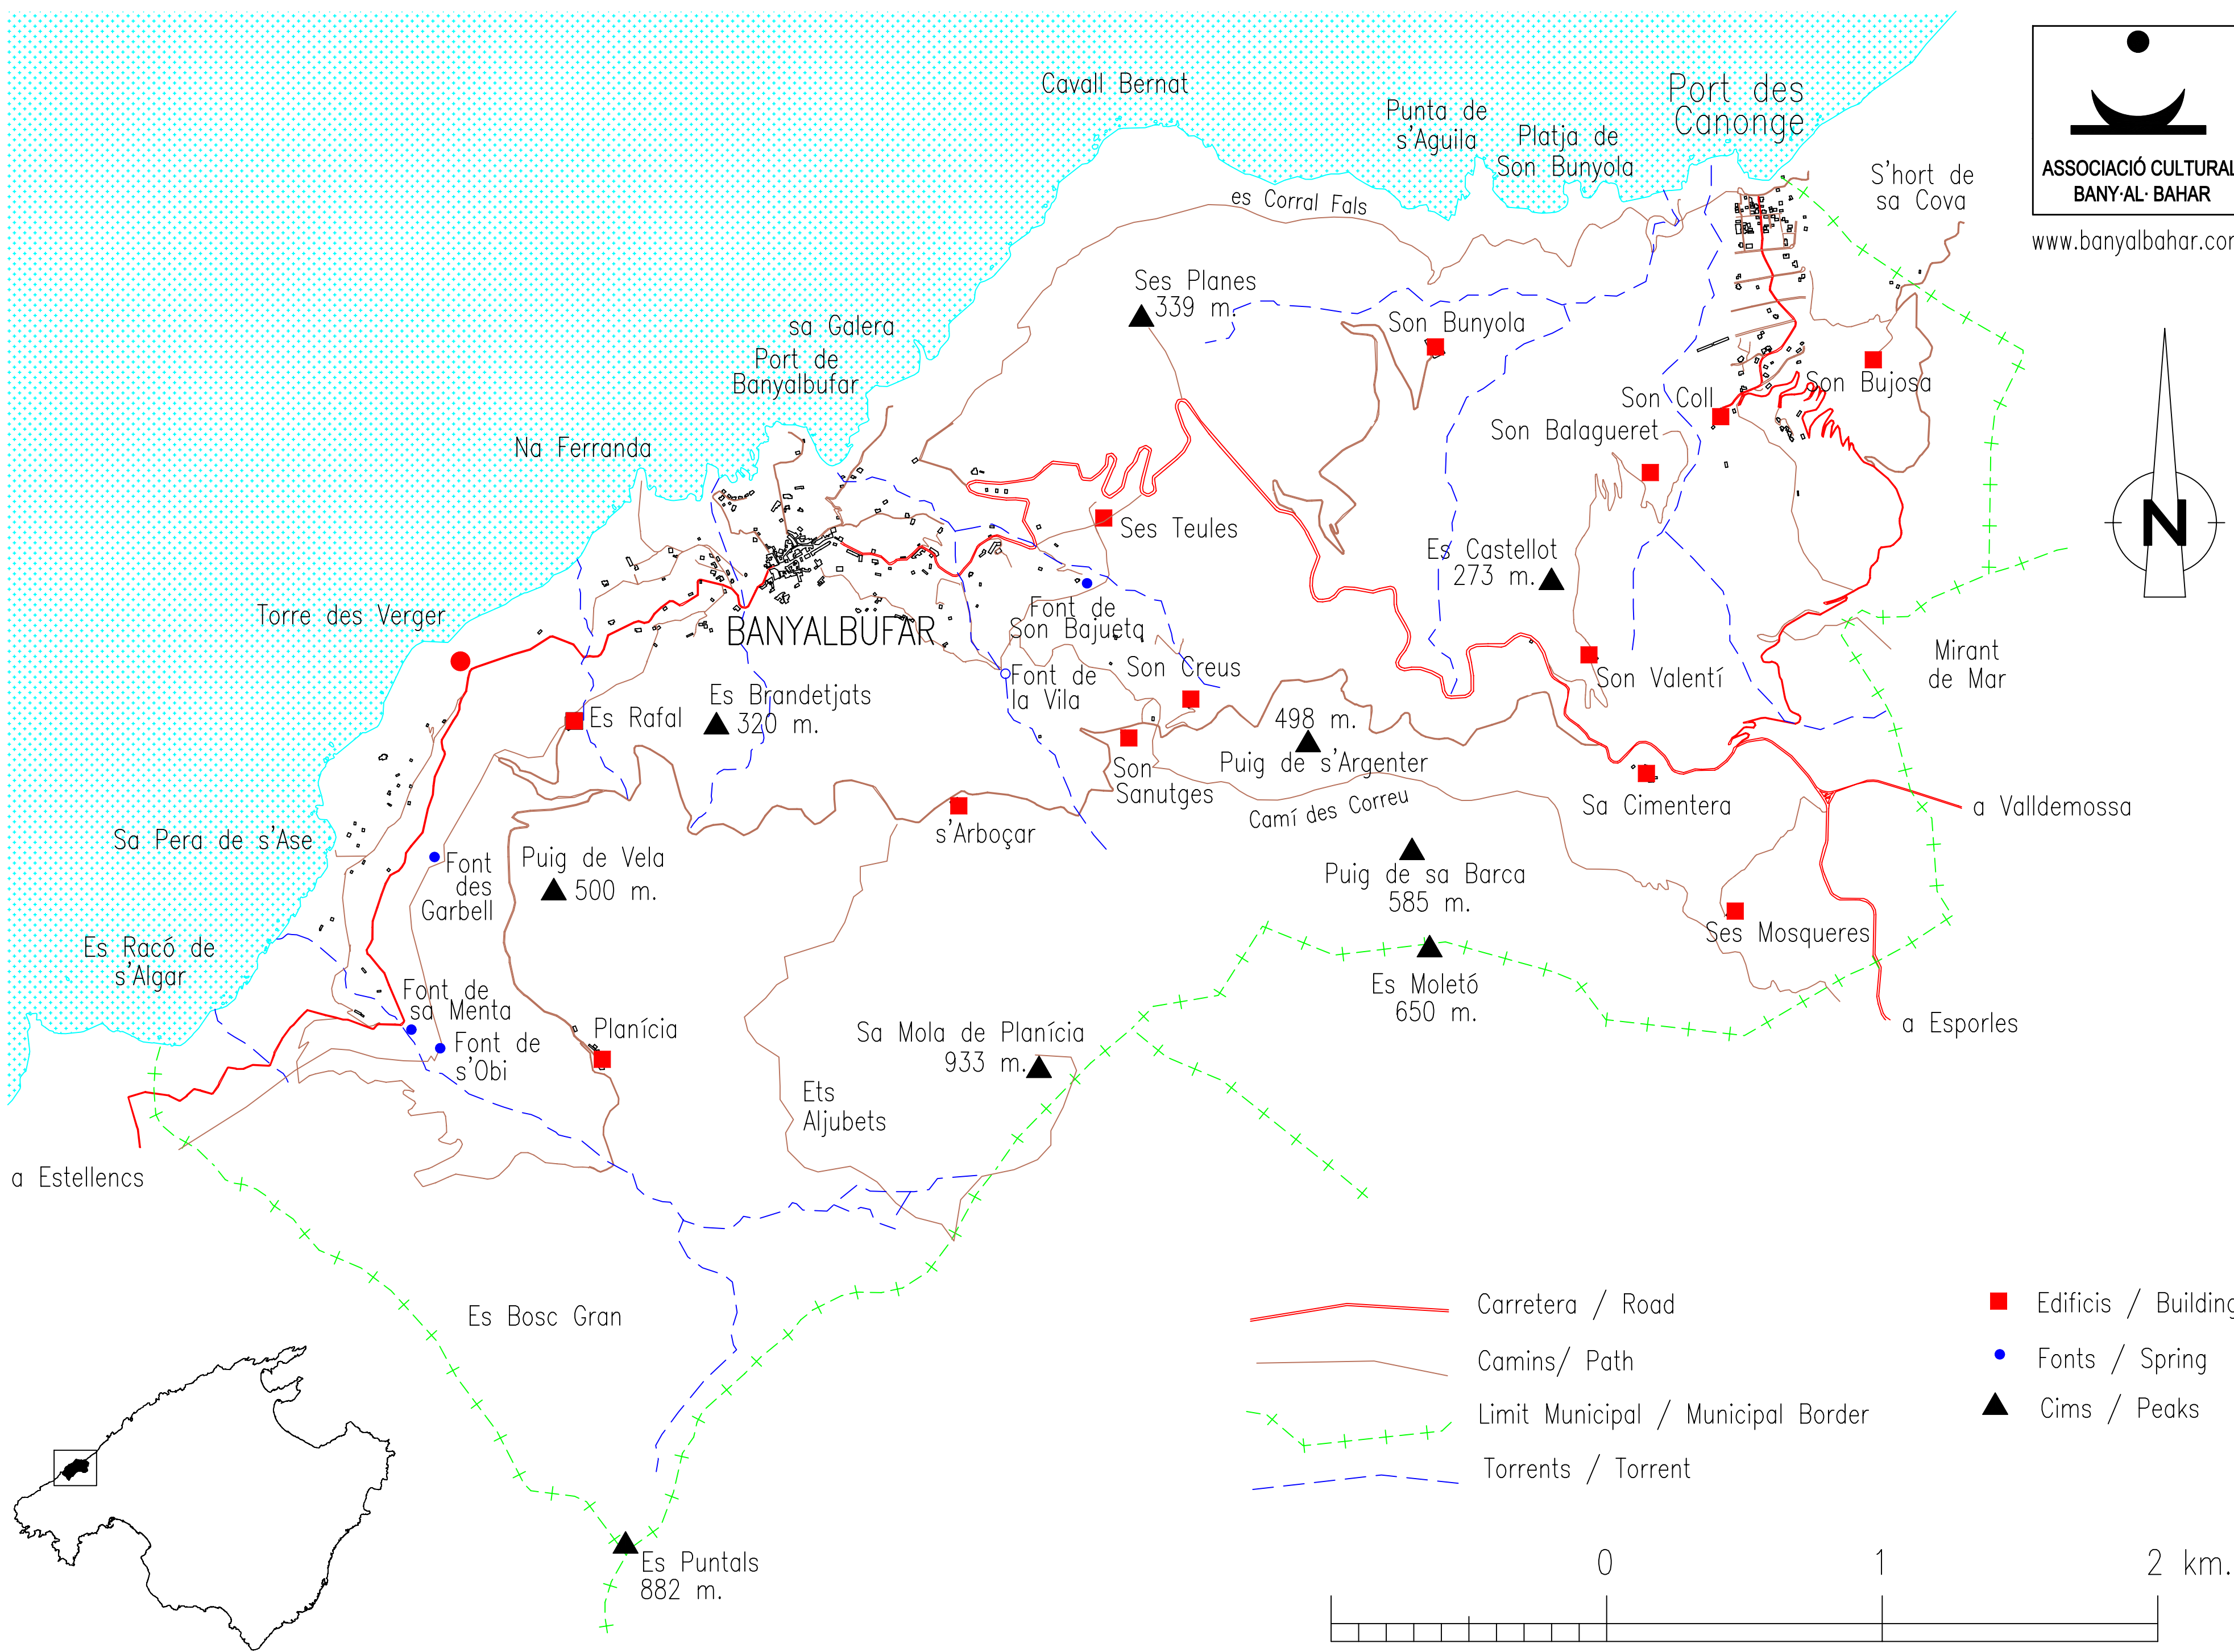 Cavall Bernat
Port des
Canonge
Punta de
s'Aguila
Platja de
Son Bunyola
ASSOCIACIÓ CULTURAL
BANY·AL· BAHAR
www.banyalbahar.com
S'hort de
sa Cova
es Corral Fals
Ses Planes
339 m.
sa Galera
Port de
Banyalbufar
Son Bunyola
Son Bujosa
Son Coll
Son Balagueret
Na Ferranda
Ses Teules
N
Es Castellot
273 m.
Torre des Verger
BANYALBUFAR
Font de
Son Bajueta
Son Creus
Font de
la Vila
Mirant
de Mar
Son Valentí
Es Brandetjats
320 m.
Es Rafal
498 m.
Puig de s'Argenter
Son
Sanutges
Camí des Correu
Sa Cimentera
a Valldemossa
s'Arboçar
Sa Pera de s'Ase
Font
des
Garbell
Puig de Vela
500 m.
Puig de sa Barca
585 m.
Ses Mosqueres
Es Racó de
s'Algar
Font de
sa Menta
Font de
s'Obi
Planícia
Es Moletó
650 m.
a Esporles
Sa Mola de Planícia
933 m.
Ets
Aljubets
a Estellencs
Es Bosc Gran
Carretera / Road
Camins/ Path
Limit Municipal / Municipal Border
Torrents / Torrent
Edificis / Building
Fonts / Spring
Cims / Peaks
Es Puntals
882 m.
0 1 2 km.